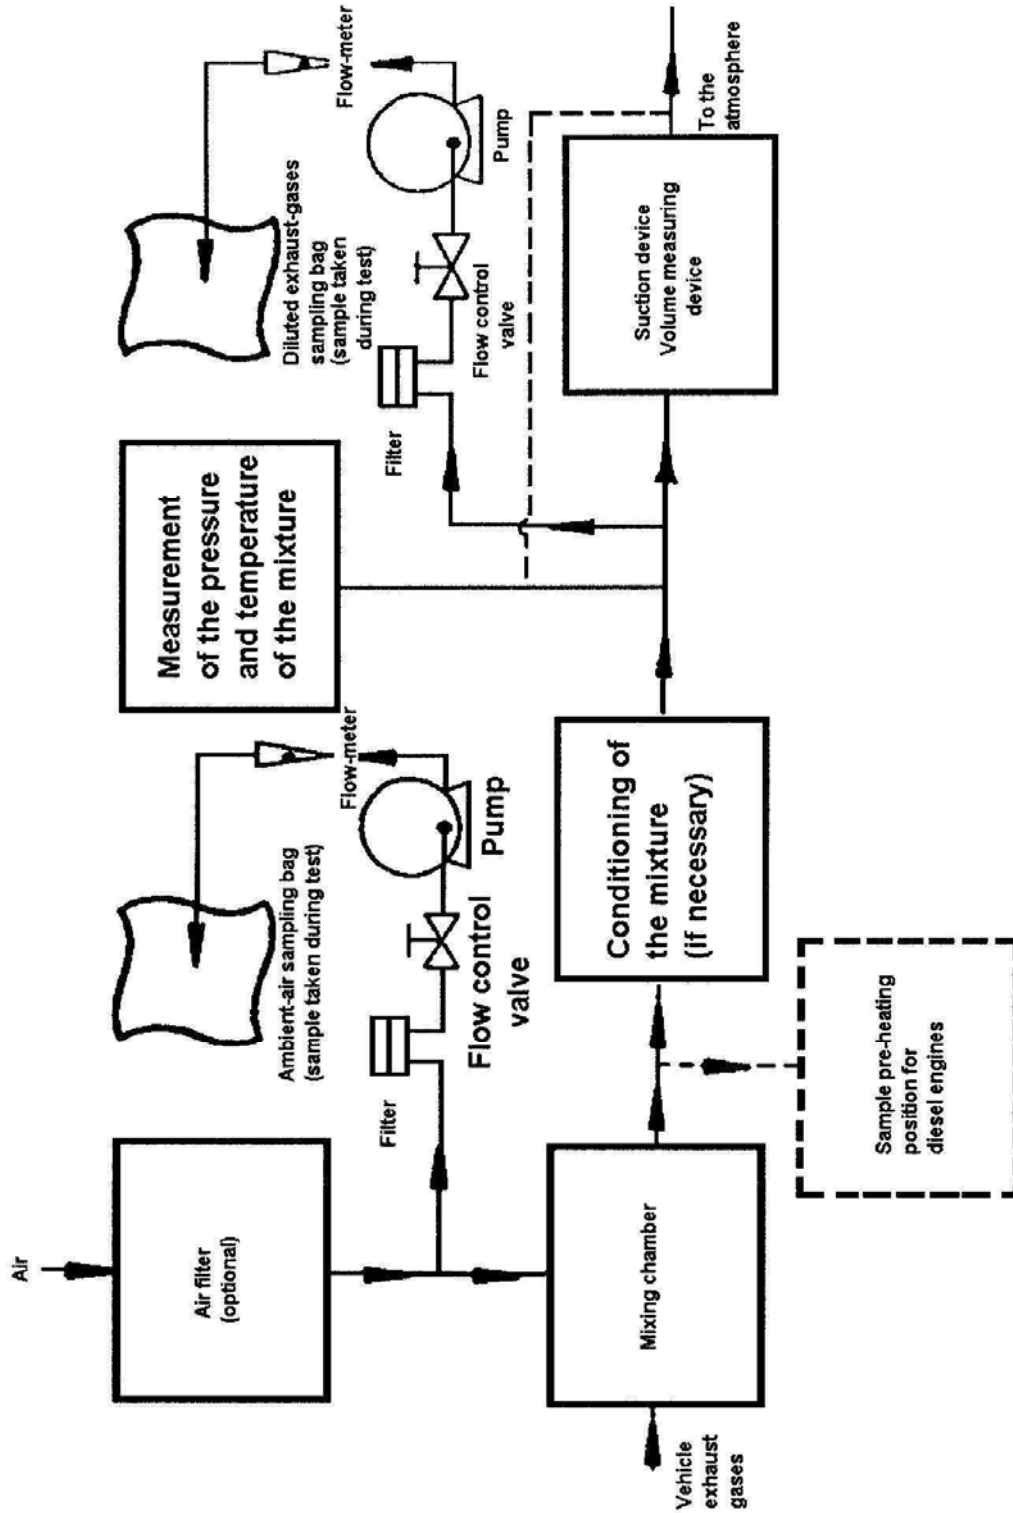 Air
Air filter
(optional)
Ambient-air sampling bag
(sample taken during test)
Filter
Flow control
valve
Pump
Flow-meter
Measurement
of the pressure
and temperature
of the mixture
Diluted exhaust-gases
sampling bag
(sample taken
during test)
Filter
Flow control
valve
Pump
Flow-meter
Vehicle
exhaust
gases
Mixing chamber
Sample pre-heating
position for
diesel engines
Conditioning of
the mixture
(if necessary)
Suction device
Volume measuring
device
To the
atmosphere